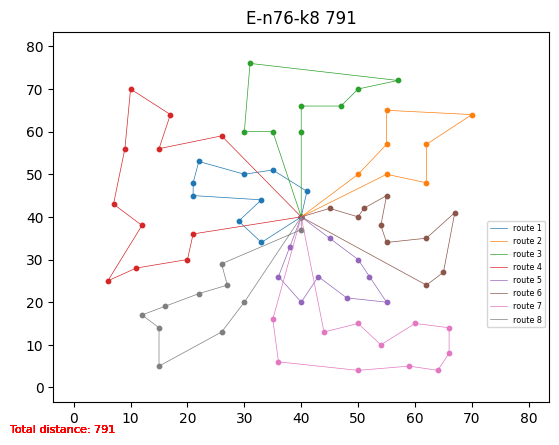 E-n76-k8 791
80
70
60
50
40
30
20
10
0
0 10 20 30 40 50 60 70 80
route 1
route 2
route 3
route 4
route 5
route 6
route 7
route 8
Total distance: 791